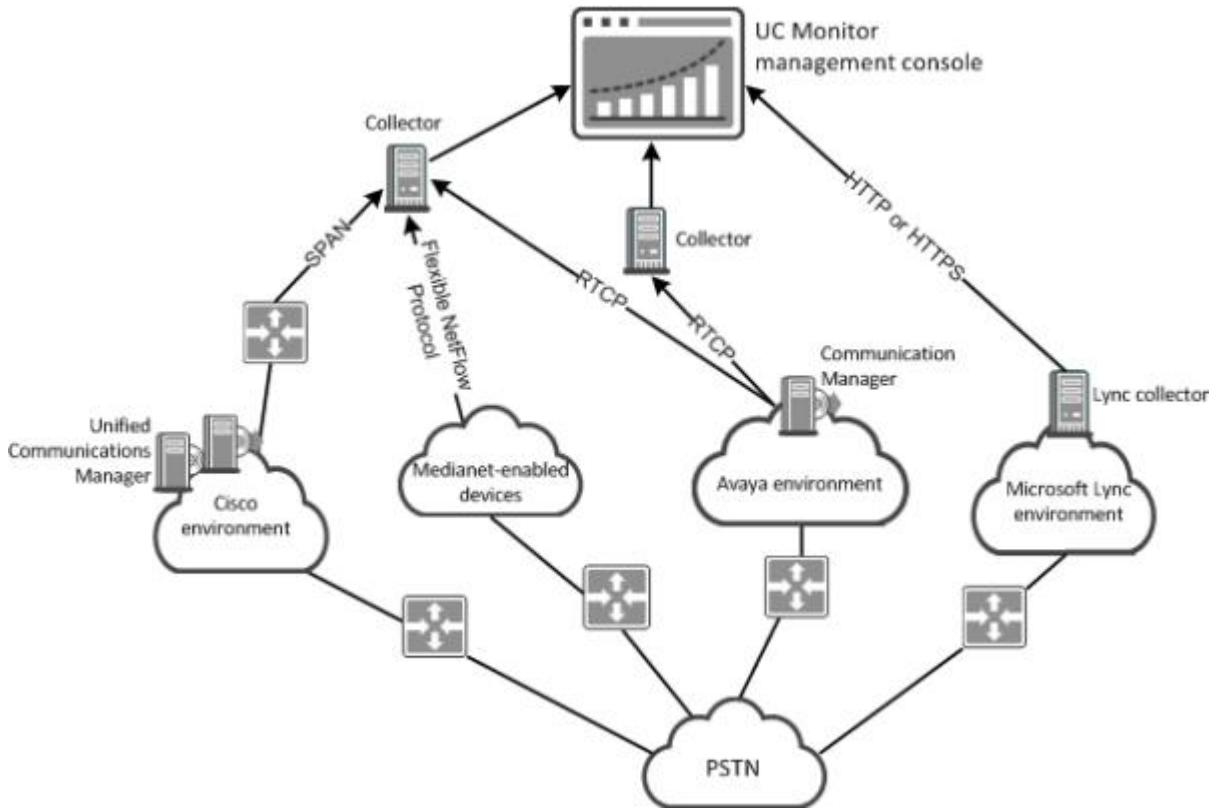 UC Monitor
management console
Collector
SPAN
Flexible NetFlow
Protocol
RTCP
Collector
RTCP
HTTP or HTTPS
Communication
Manager
Lync collector
Unified
Communications
Manager
Cisco
environment
Medianet-enabled
devices
Avaya environment
Microsoft Lync
environment
PSTN